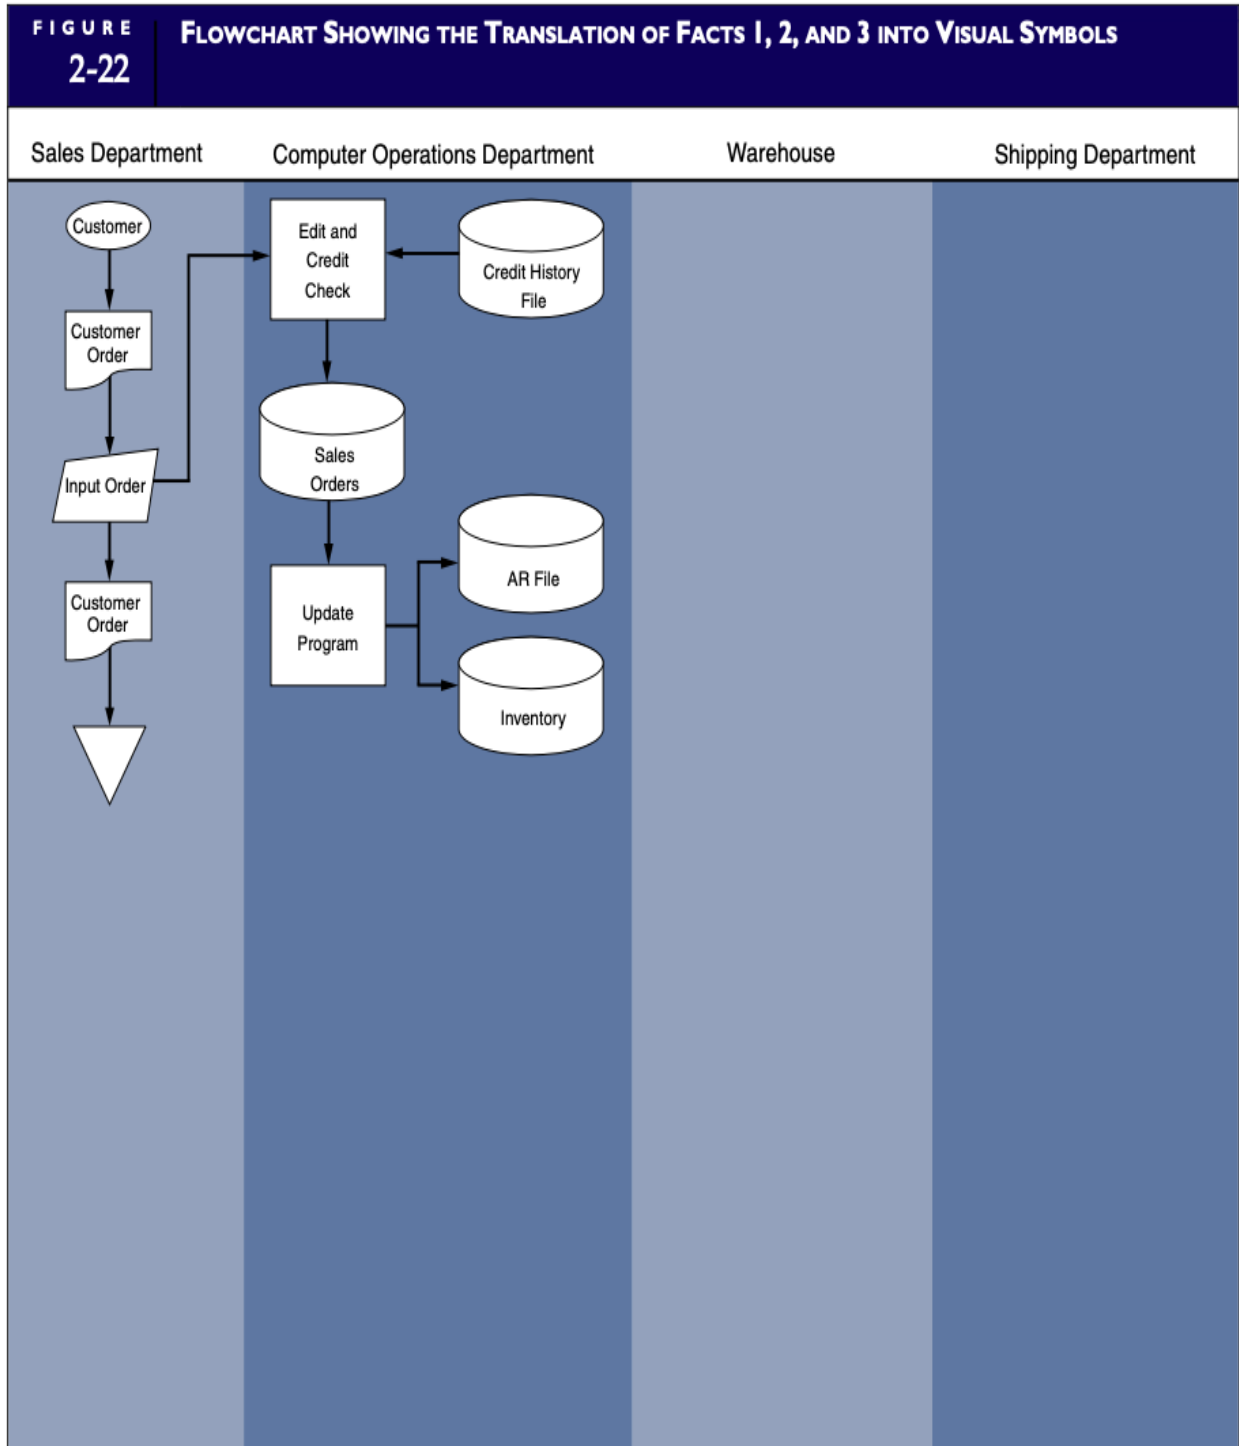 FIGURE
2-22
FLOWCHART SHOWING THE TRANSLATION OF FACTS 1, 2, AND 3 INTO VISUAL SYMBOLS
Sales Department
Computer Operations Department
Warehouse
Shipping Department
Customer
Customer
Order
Input Order
Customer
Order
Edit and
Credit
Check
Credit History
File
Sales
Orders
Update
Program
AR File
Inventory